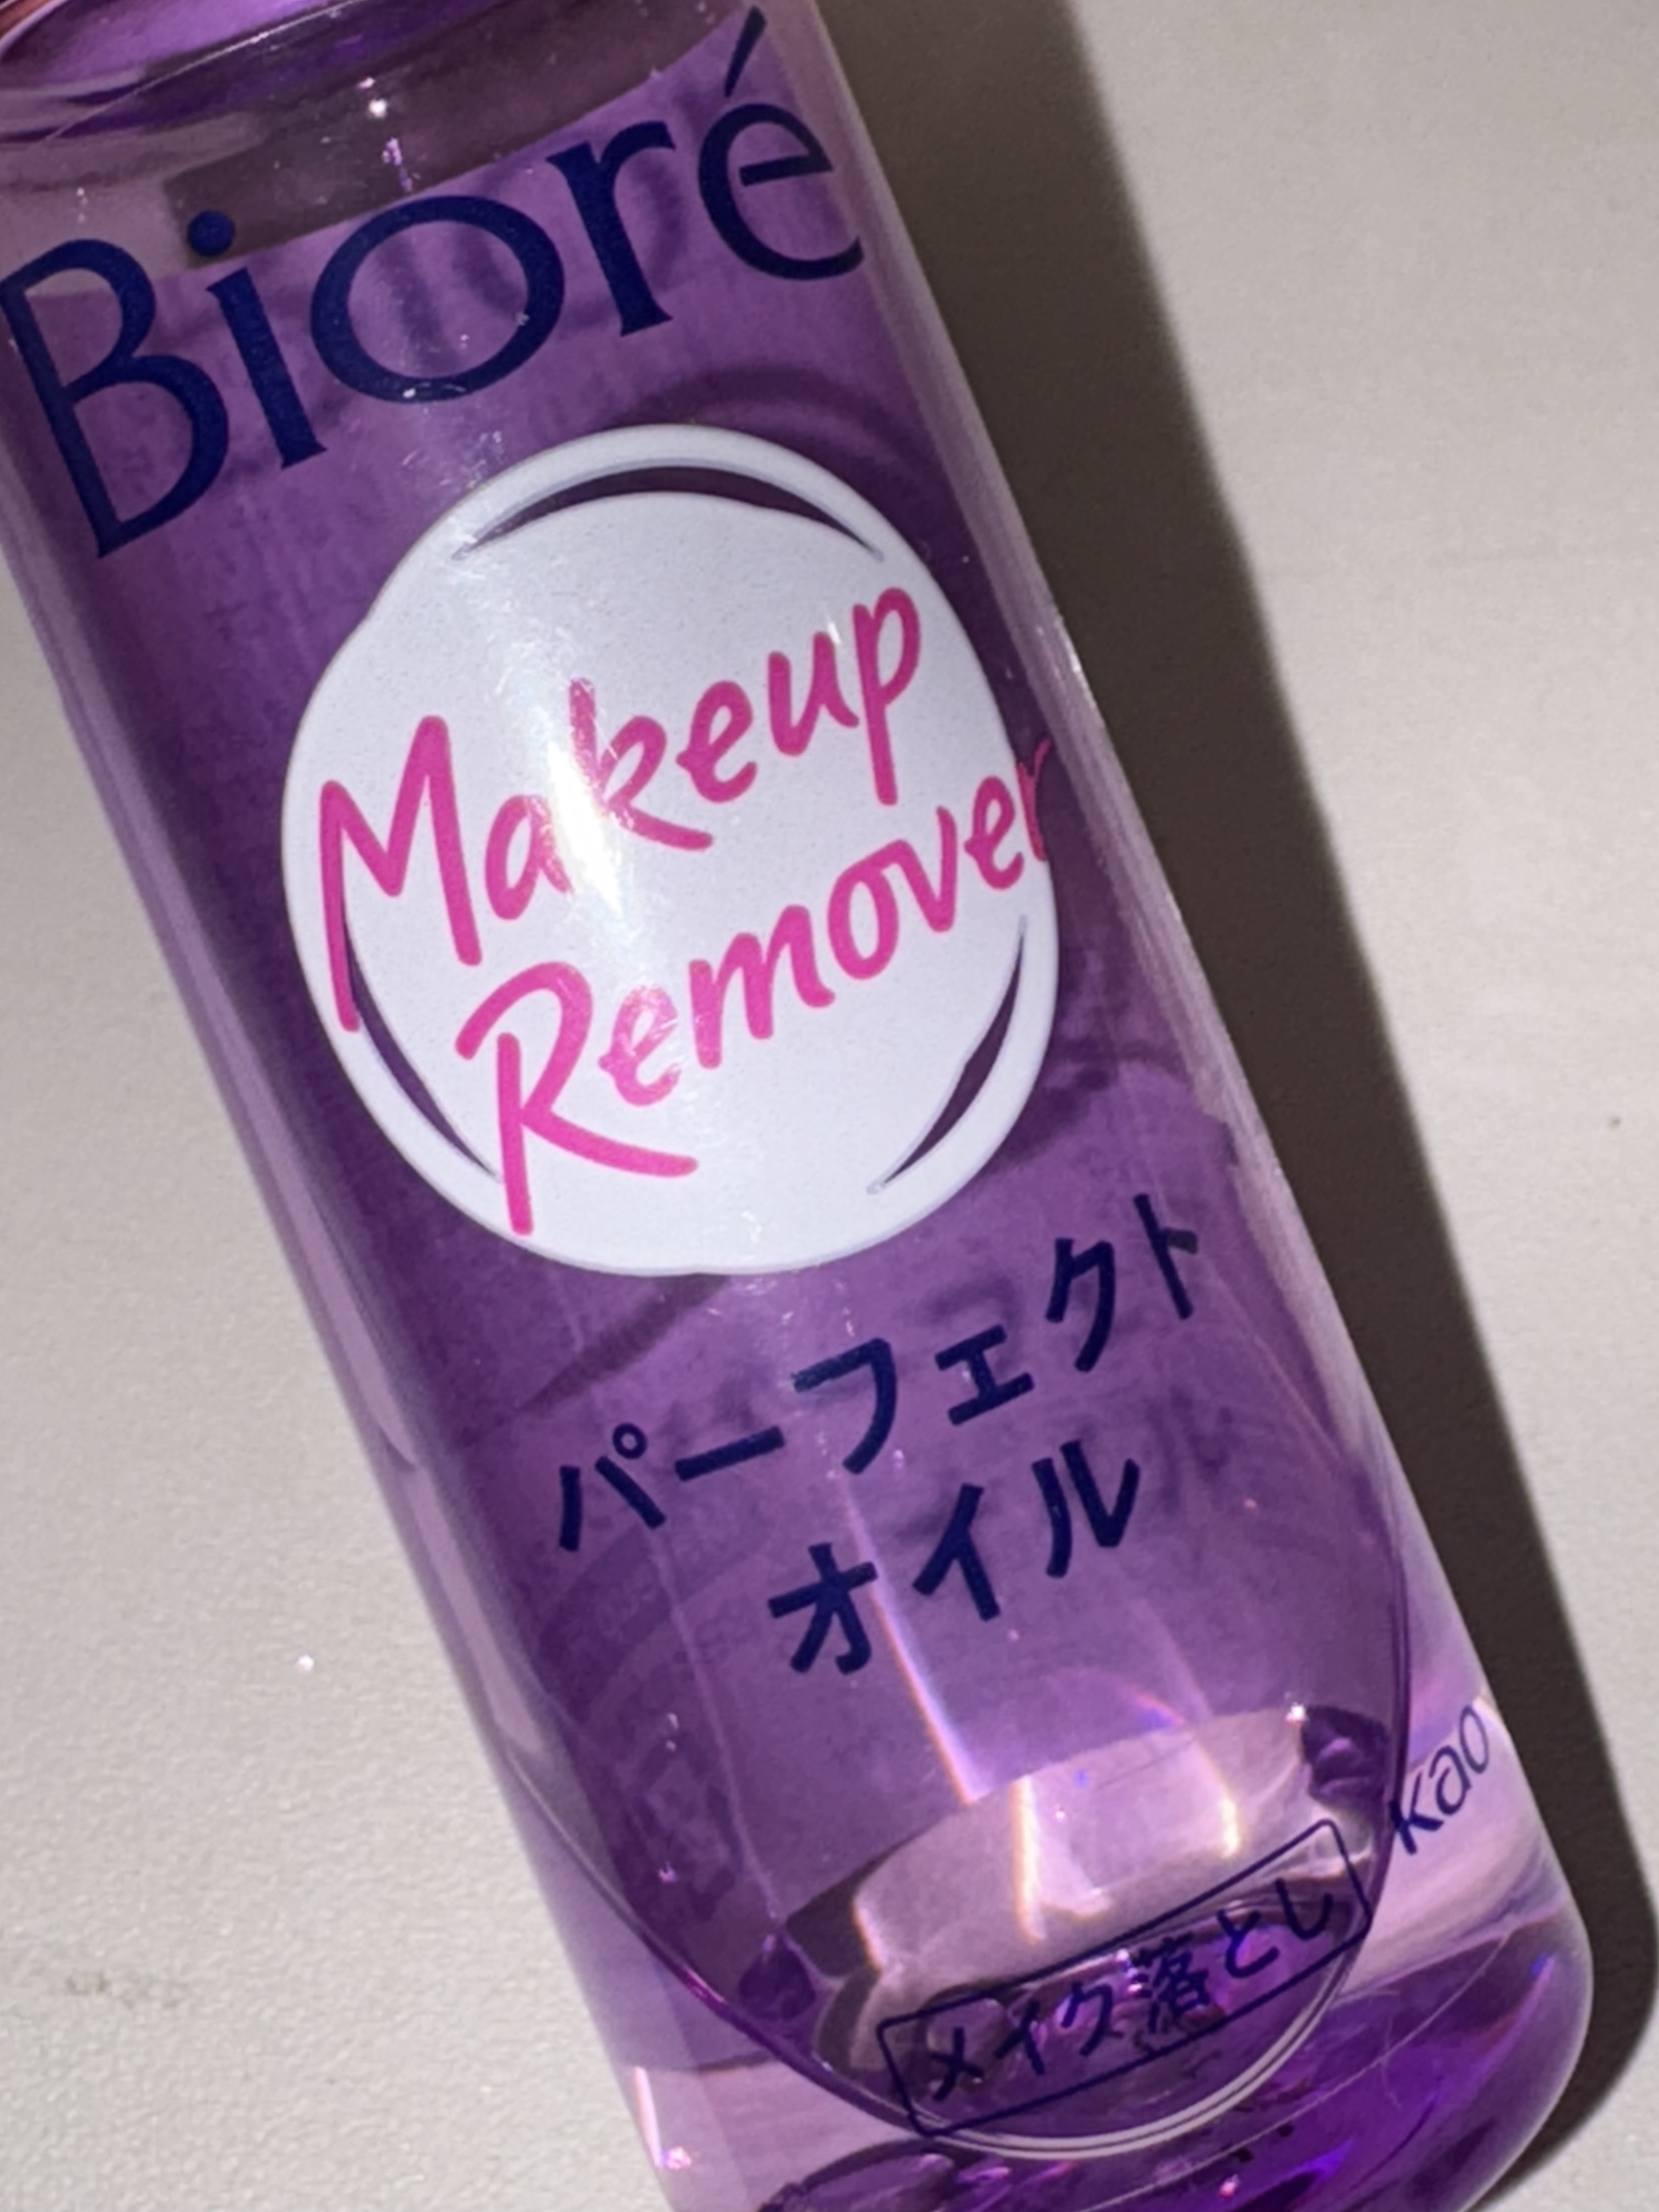 Bioré
Makeup
Remover
パーフェクト
オイル
kao
メイク落とし